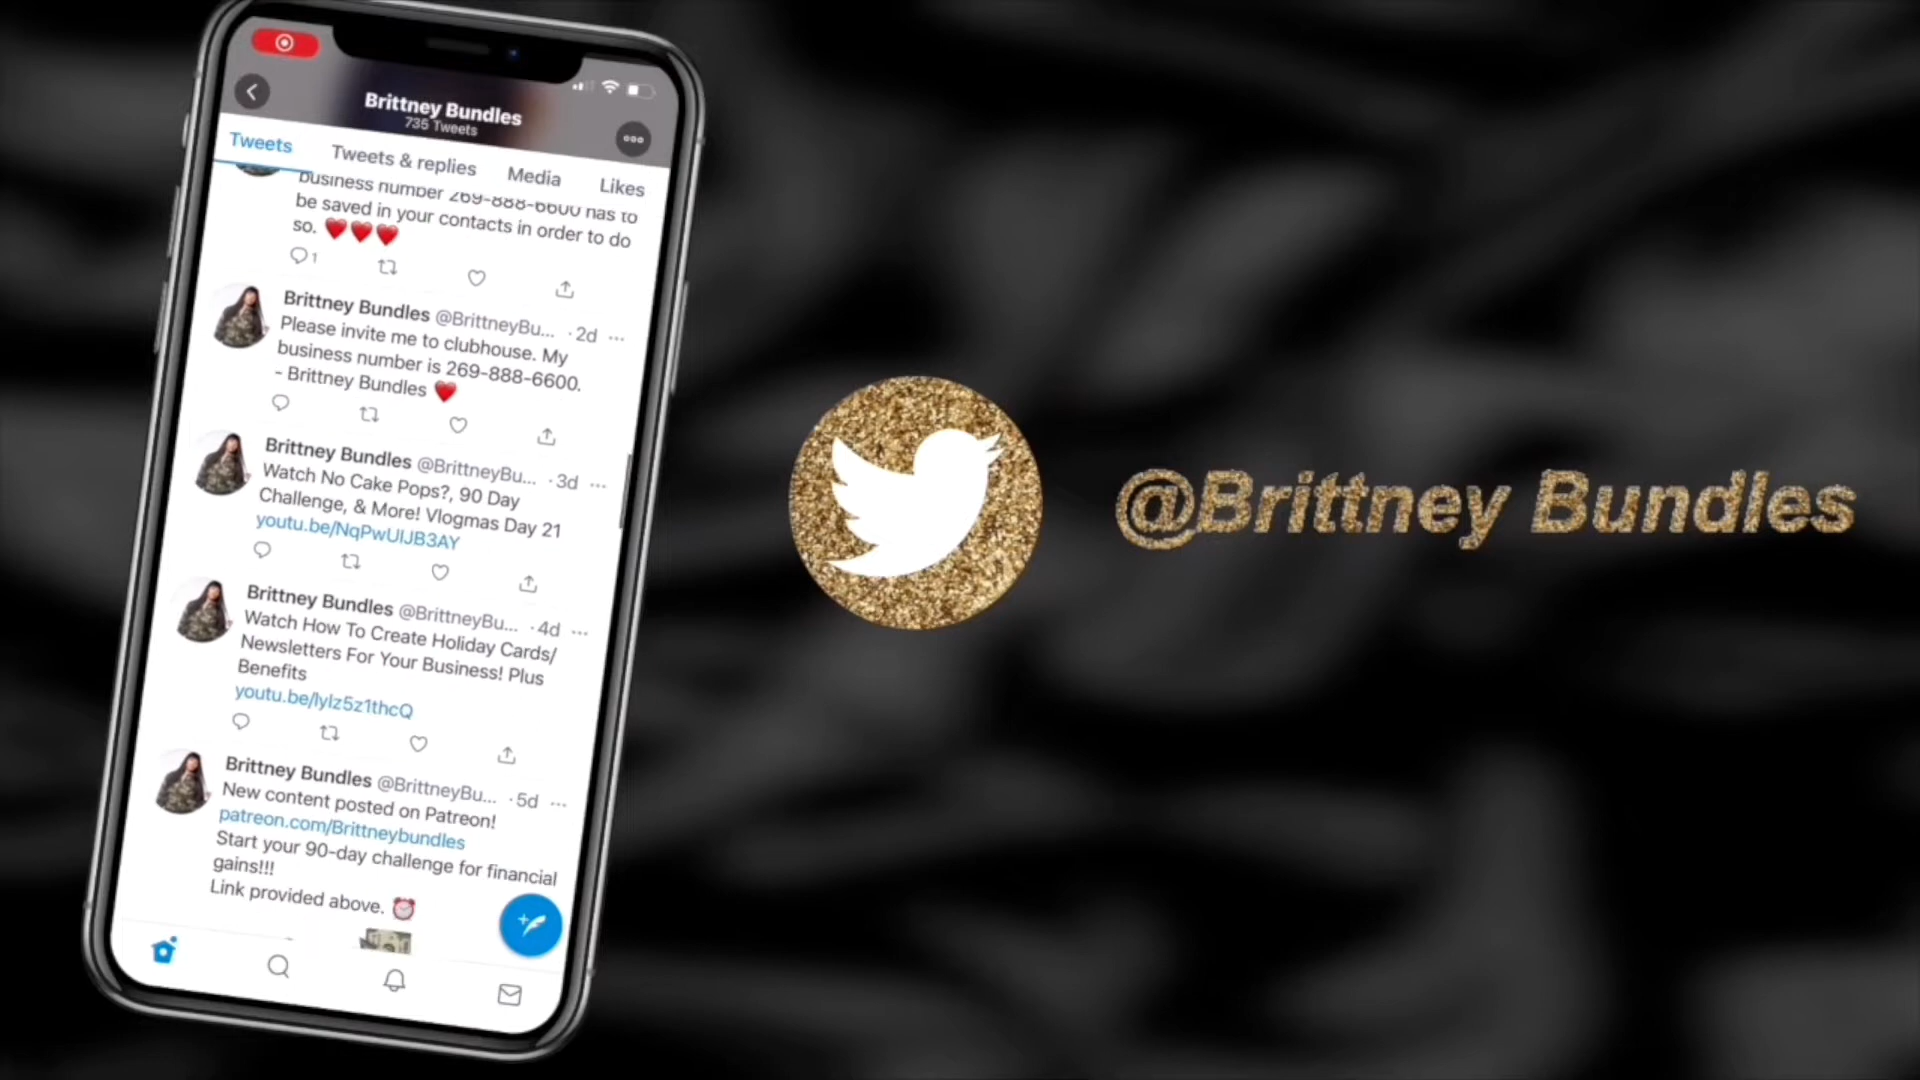 Brittney Bundles
735 Tweets
Tweets Tweets & replies Media Likes
business number 269-888-6600 has to
be saved in your contacts in order to do
so. ❤️❤️❤️
1
Brittney Bundles @BrittneyBu... · 2d ...
Please invite me to clubhouse. My
business number is 269-888-6600.
- Brittney Bundles ❤️
Brittney Bundles @BrittneyBu... · 3d ...
Watch No Cake Pops?, 90 Day
Challenge, & More! Vlogmas Day 21
youtu.be/NqPwUIJB3AY
Brittney Bundles @BrittneyBu... · 4d ...
Watch How To Create Holiday Cards/
Newsletters For Your Business! Plus
Benefits
youtu.be/lylz5z1thcQ
Brittney Bundles @BrittneyBu... · 5d ...
New content posted on Patreon!
patreon.com/Brittneybundles
Start your 90-day challenge for financial
gains!!!
Link provided above. ⏰
@Brittney Bundles